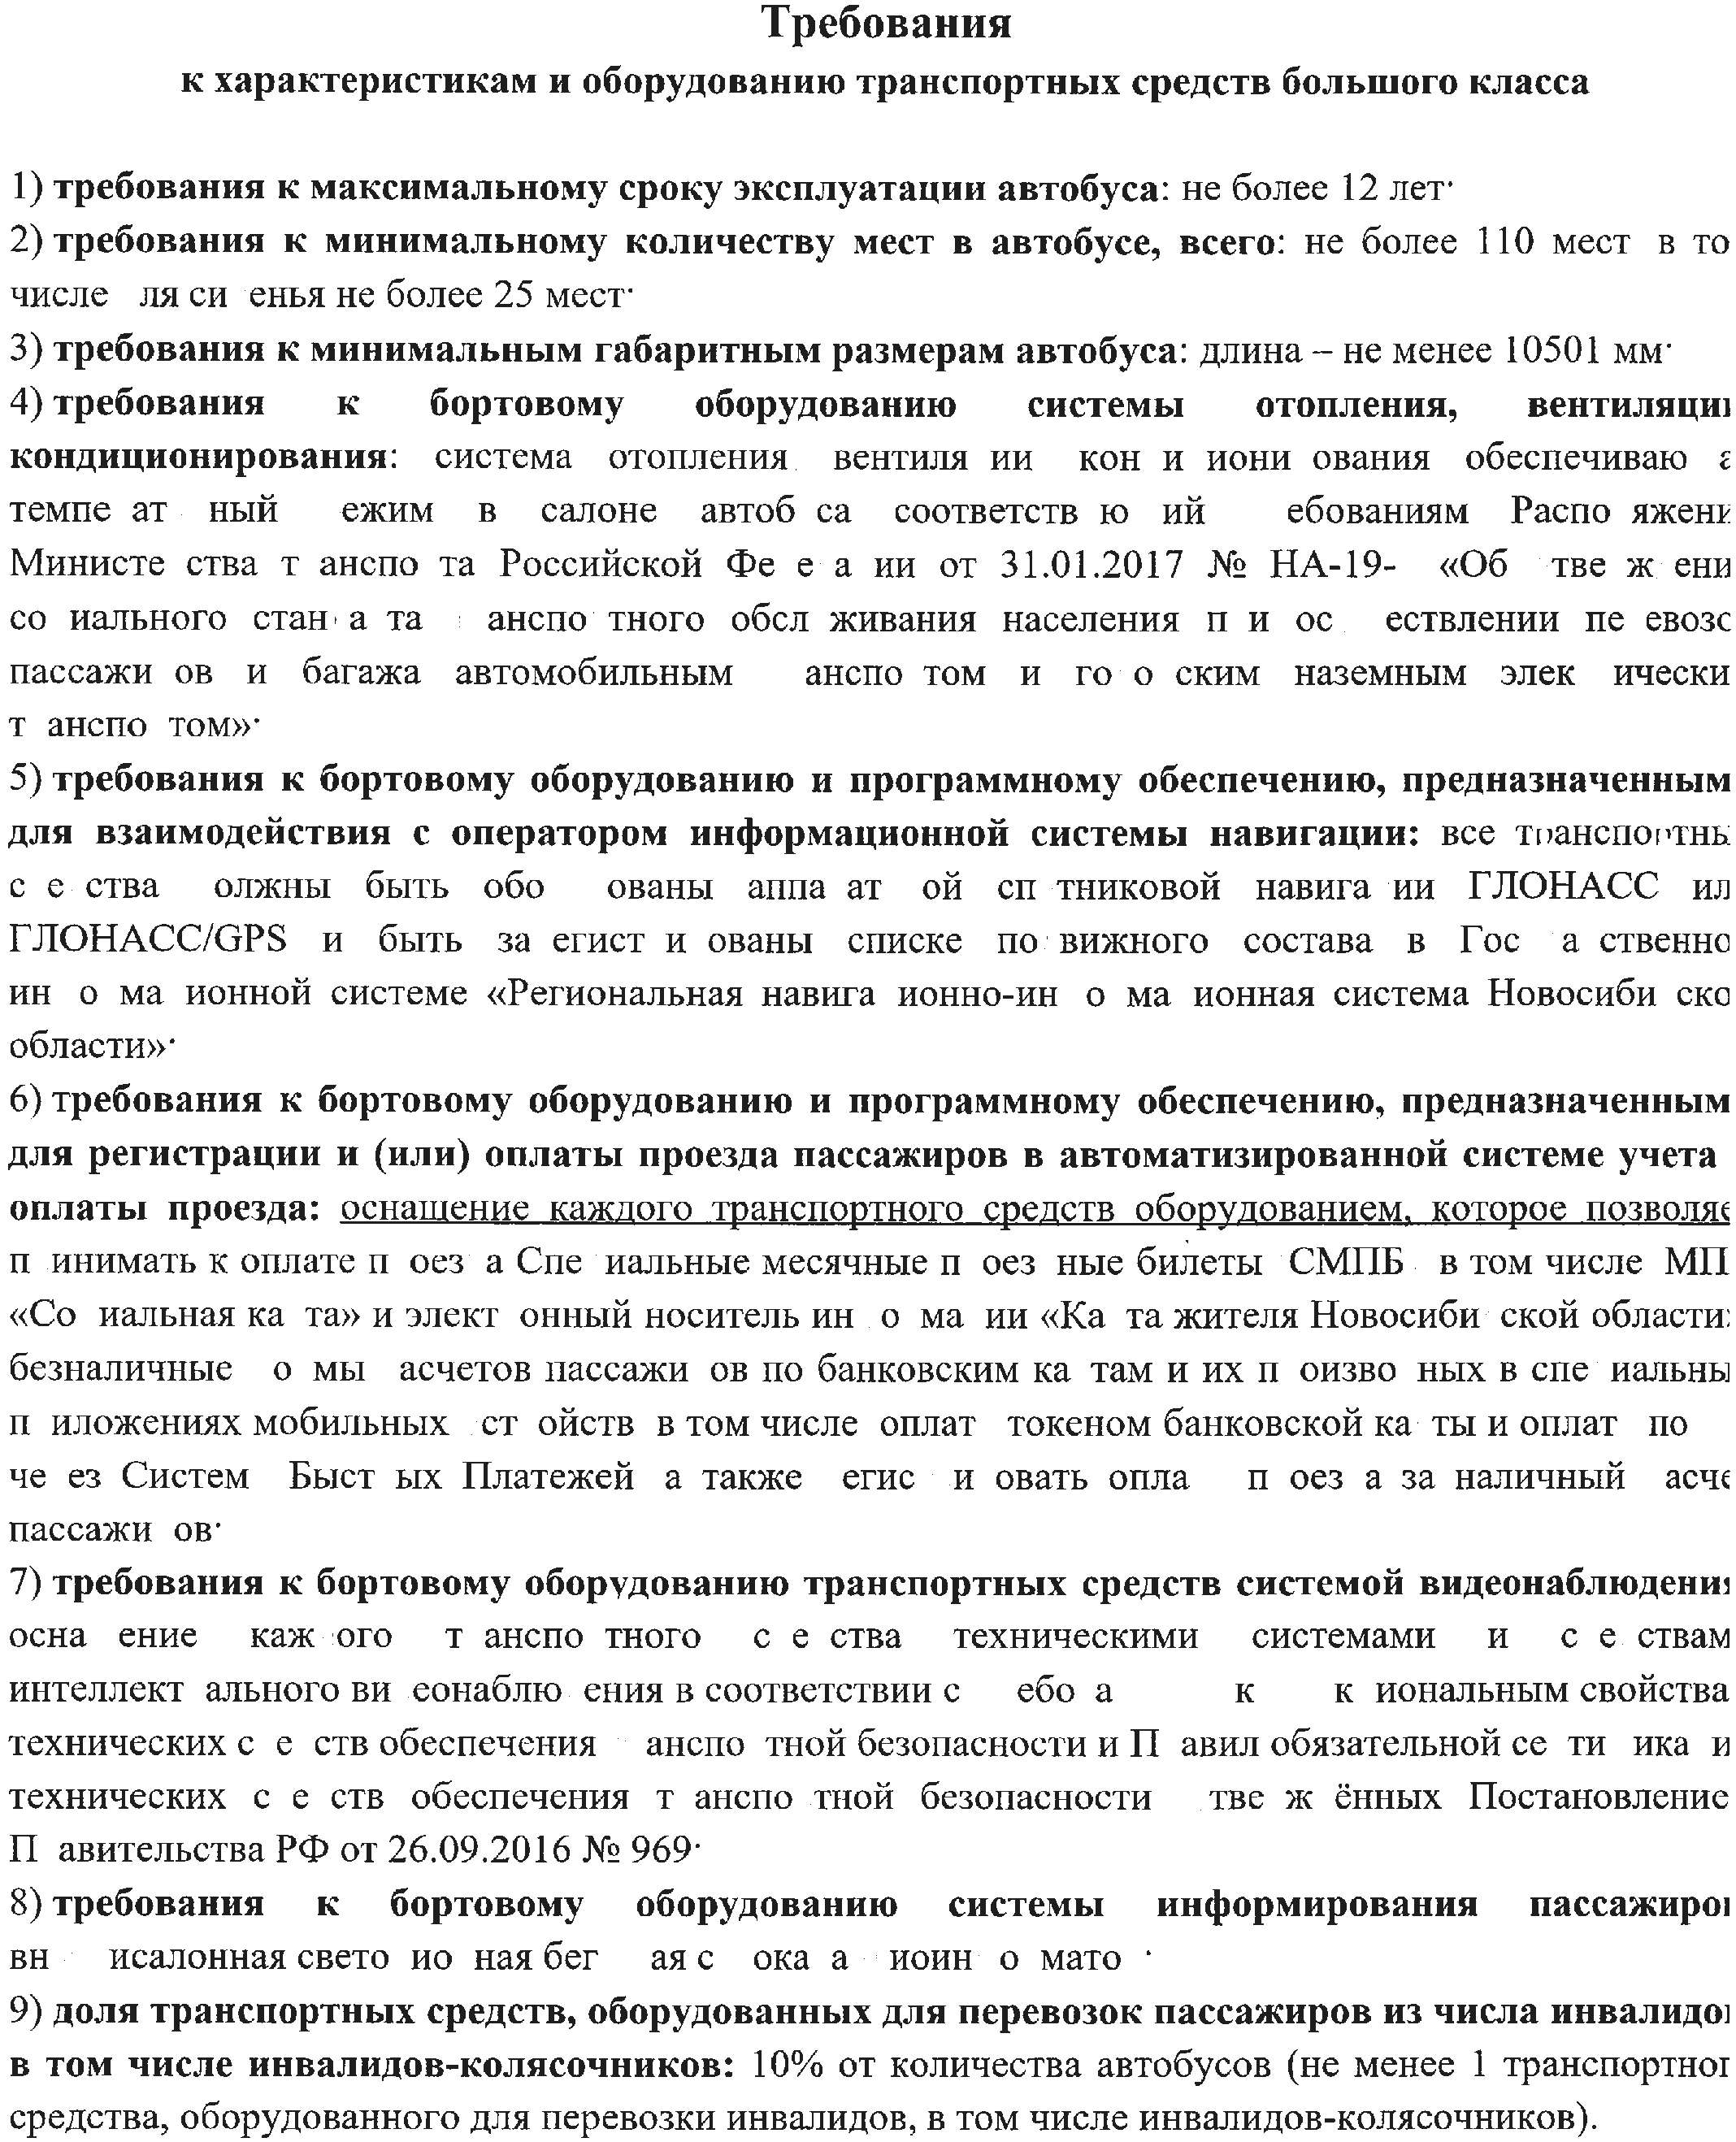 Требования
к характеристикам и оборудованию транспортных средств большого класса
1) требования к максимальному сроку эксплуатации автобуса: не более 12 лет·
2) требования к минимальному количеству мест в автобусе, всего: не более 110 мест в то
числе ля си енья не более 25 мест·
3) требования к минимальным габаритным размерам автобуса: длина – не менее 10501 мм·
4) требования к бортовому оборудованию системы отопления, вентиляции
кондиционирования: система отопления вентиля ии кон и иони ования обеспечиваю а
темпе ат ный ежим в салоне автоб са соответств ю ий ебованиям Распо яжени
Министе ства т анспо та Российской Фе е а ии от 31.01.2017 № НА-19- «Об тве ж ени
со иального стан а та анспо тного обсл живания населения п и ос ествлении пе евозо
пассажи ов и багажа автомобильным анспо том и го о ским наземным элек ически
т анспо том»·
5) требования к бортовому оборудованию и программному обеспечению, предназначенным
для взаимодействия с оператором информационной системы навигации: все транспортны
с е ства олжны быть обо ованы аппа ат ой сп тниковой навига ии ГЛОНАСС ил
ГЛОНАСС/GPS и быть за егист и ованы списке по вижного состава в Гос а ственно
ин о ма ионной системе «Региональная навига ионно-ин о ма ионная система Новосиби ско
области»·
6) требования к бортовому оборудованию и программному обеспечению, предназначенным
для регистрации и (или) оплаты проезда пассажиров в автоматизированной системе учета
оплаты проезда: оснащение каждого транспортного средств оборудованием, которое позволяе
п инимать к оплате п оез а Спе иальные месячные п оез ные билеты СМПБ в том числе МП
«Со иальная ка та» и элект онный носитель ин о ма ии «Ка та жителя Новосиби ской области
безналичные о мы асчетов пассажи ов по банковским ка там и их п оизво ных в спе иальны
п иложениях мобильных ст ойств в том числе оплат токеном банковской ка ты и оплат по
че ез Систем Быст ых Платежей а также егис и овать опла п оез а за наличный асче
пассажи ов·
7) требования к бортовому оборудованию транспортных средств системой видеонаблюдения
осна ение каж ого т анспо тного с е ства техническими системами и с е ствам
интеллект ального ви еонаблю ения в соответствии с ебо а к к иональным свойства
технических с е ств обеспечения анспо тной безопасности и П авил обязательной се ти ика и
технических с е ств обеспечения т анспо тной безопасности тве ж ённых Постановление
П авительства РФ от 26.09.2016 № 969·
8) требования к бортовому оборудованию системы информирования пассажиров
вн исалонная свето ио ная бег ая с ока а иоин о мато ·
9) доля транспортных средств, оборудованных для перевозок пассажиров из числа инвалидов
в том числе инвалидов-колясочников: 10% от количества автобусов (не менее 1 транспортног
средства, оборудованного для перевозки инвалидов, в том числе инвалидов-колясочников).